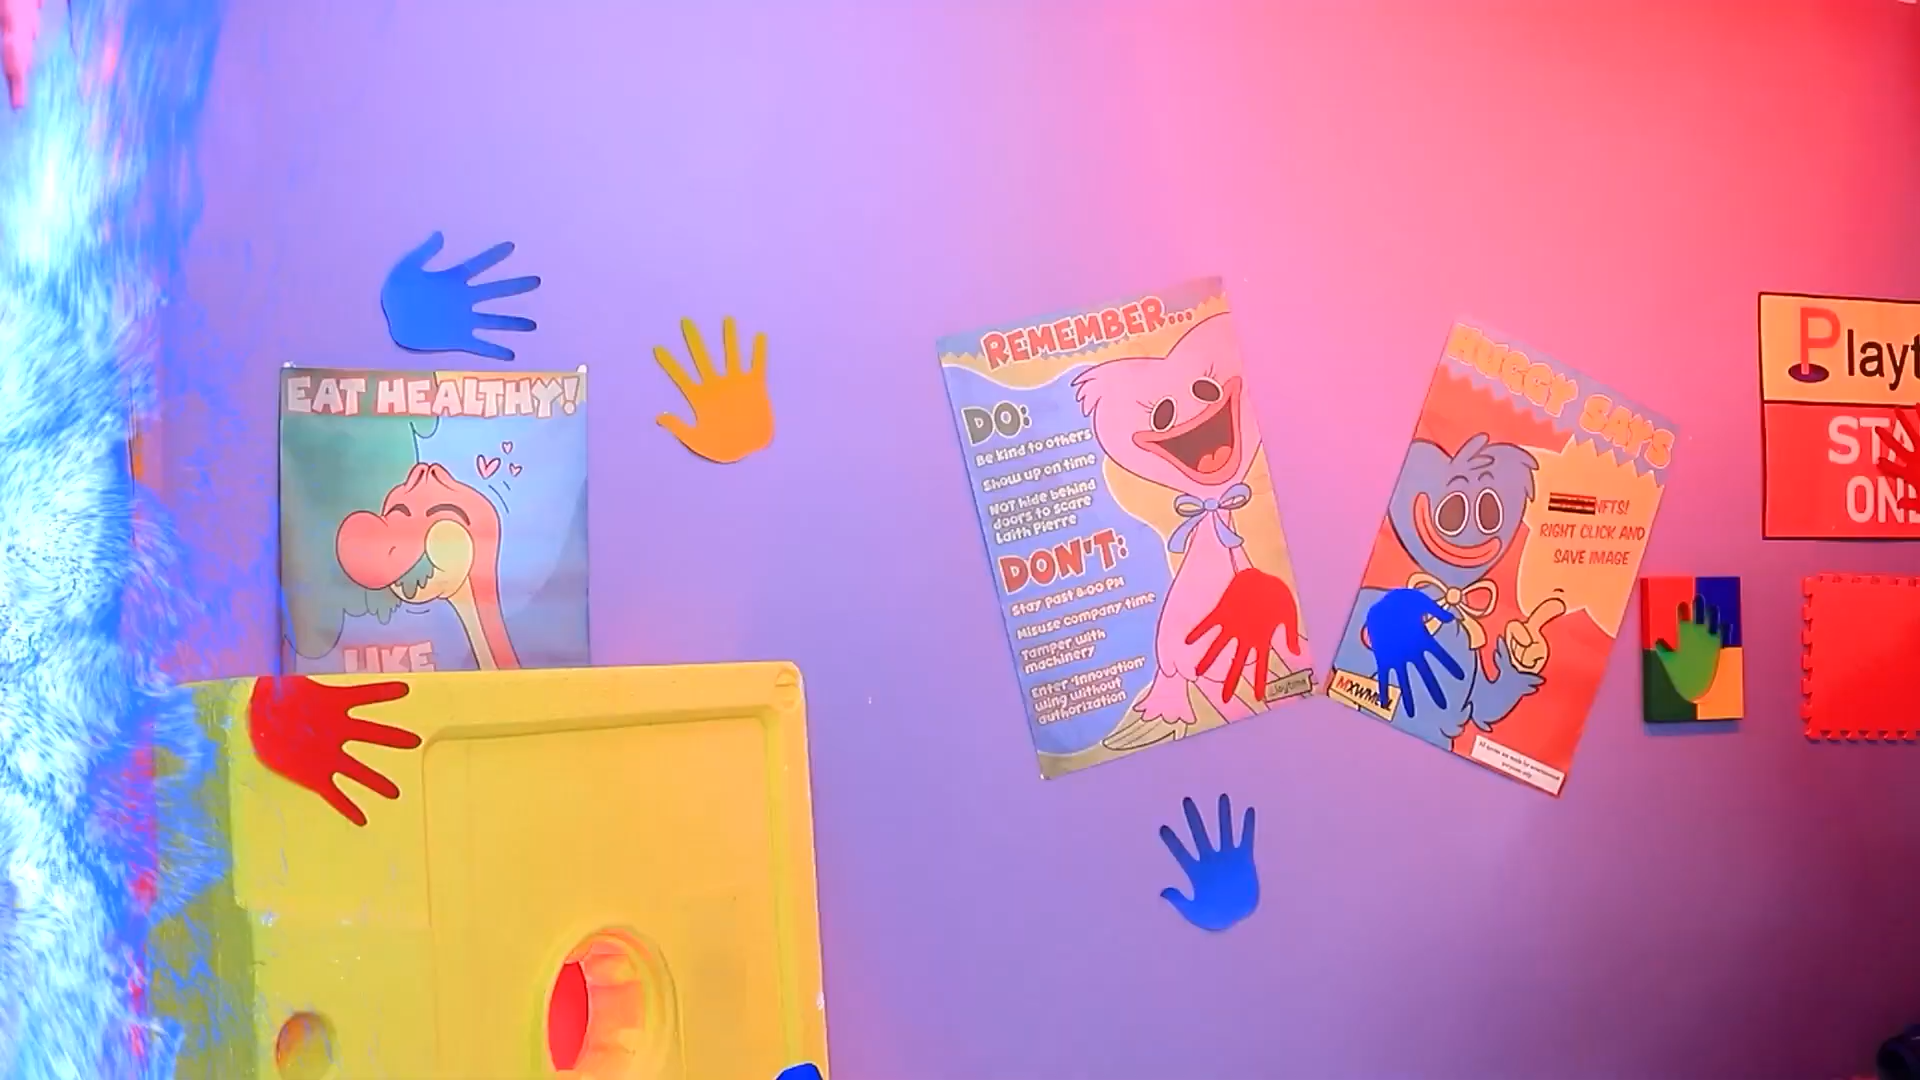 EAT HEALTHY!
LIKE
REMEMBER...
DO:
Be kind to others
Show up on time
NOT hide behind
doors to scare
Laith Pierre
DON'T:
Stay past 8:00 PM
Misuse company time
Tamper with
machinery
Enter "Innovation"
wing without
authorization
HUGGY SAYS
NFTS!
RIGHT CLICK AND
SAVE IMAGE
Playt
STA
ON